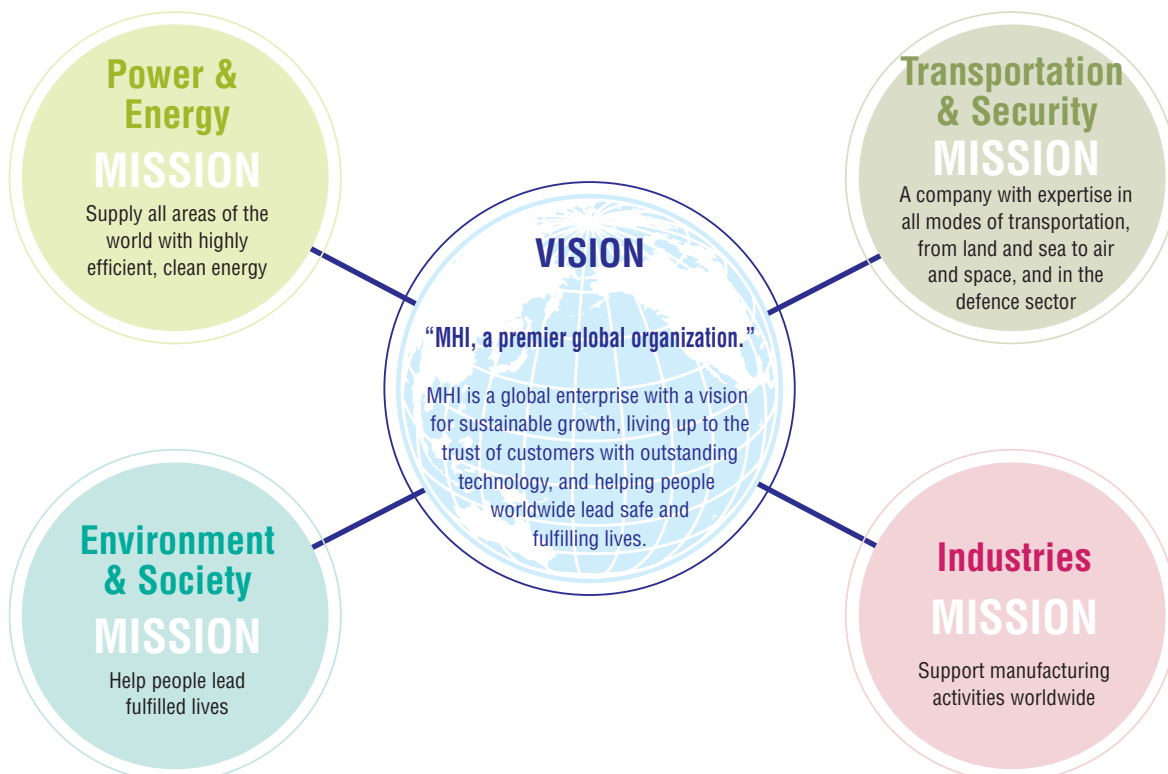 Power &
Energy
MISSION
Supply all areas of the
world with highly
efficient, clean energy
Transportation
& Security
MISSION
A company with expertise in
all modes of transportation,
from land and sea to air
and space, and in the
defence sector
VISION
“MHI, a premier global organization.”
MHI is a global enterprise with a vision
for sustainable growth, living up to the
trust of customers with outstanding
technology, and helping people
worldwide lead safe and
fulfilling lives.
Environment
& Society
MISSION
Help people lead
fulfilled lives
Industries
MISSION
Support manufacturing
activities worldwide